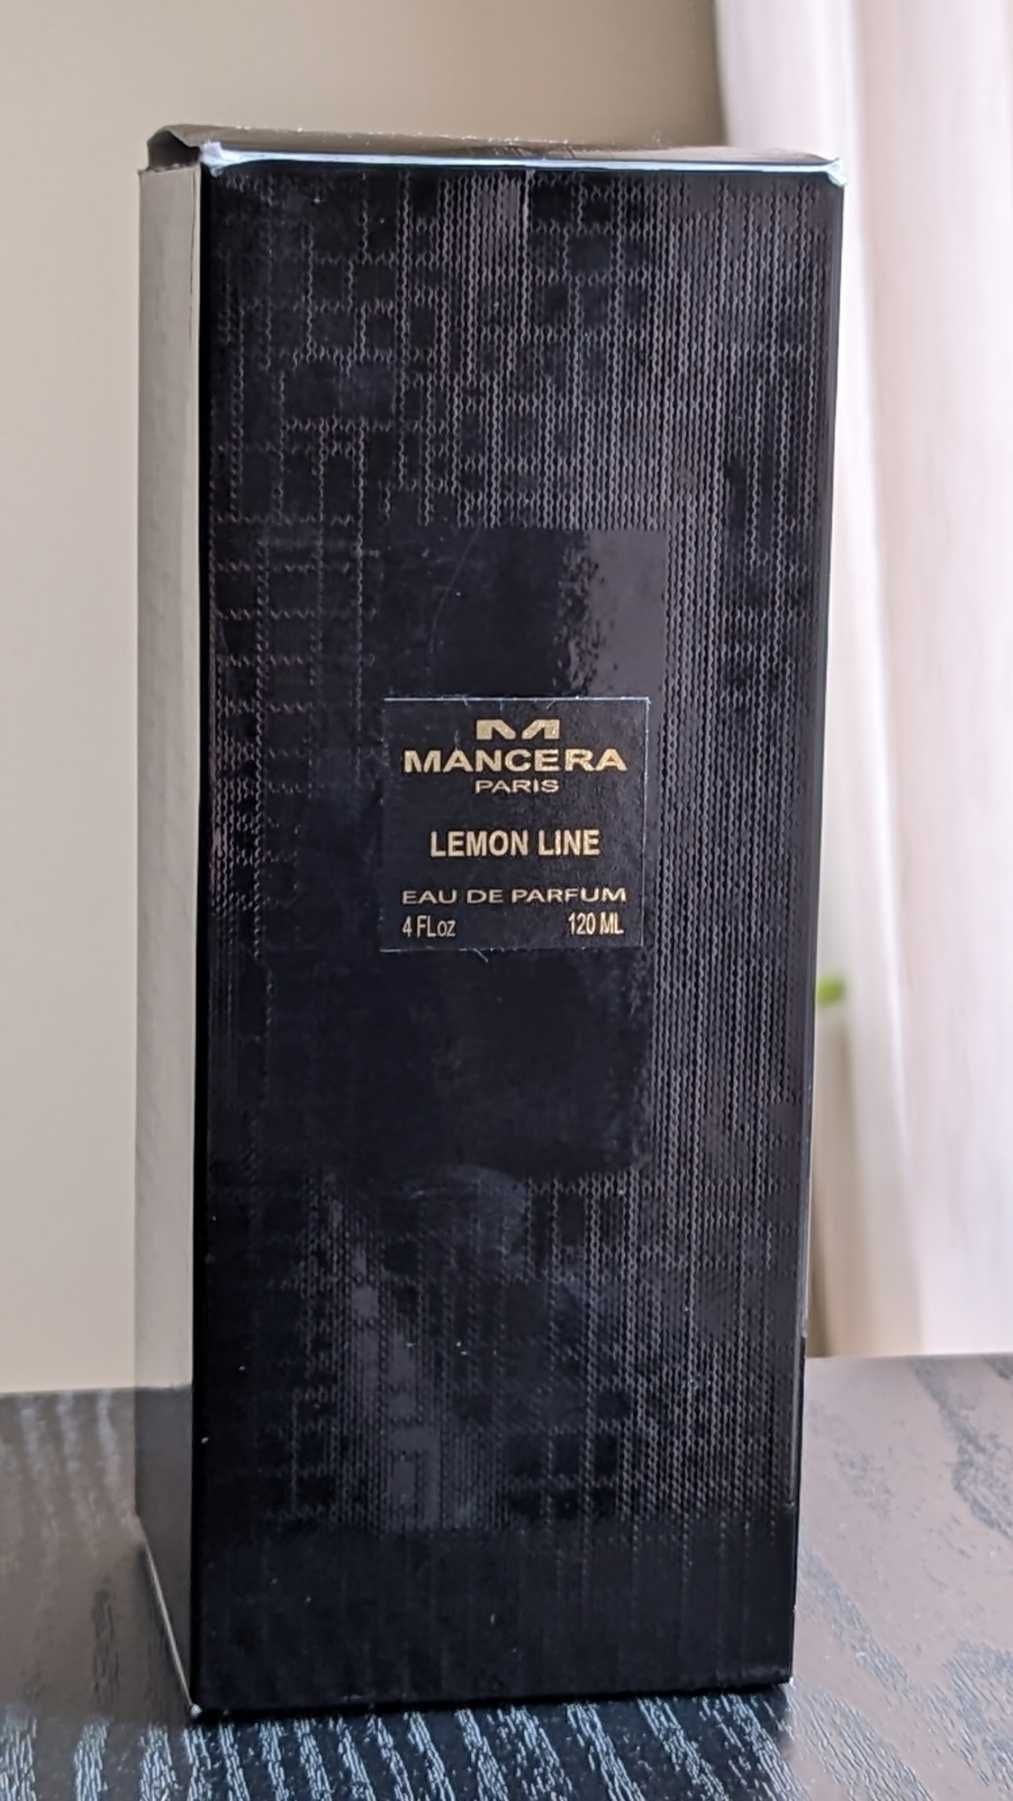 MANCERA
PARIS
LEMON LINE
EAU DE PARFUM
4 FLoz 120 ML